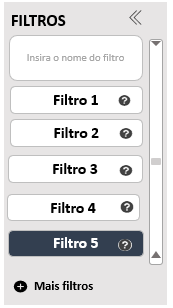 FILTROS
Insira o nome do filtro
Filtro 1 ?
Filtro 2 ?
Filtro 3 ?
Filtro 4 ?
Filtro 5 ?
Mais filtros